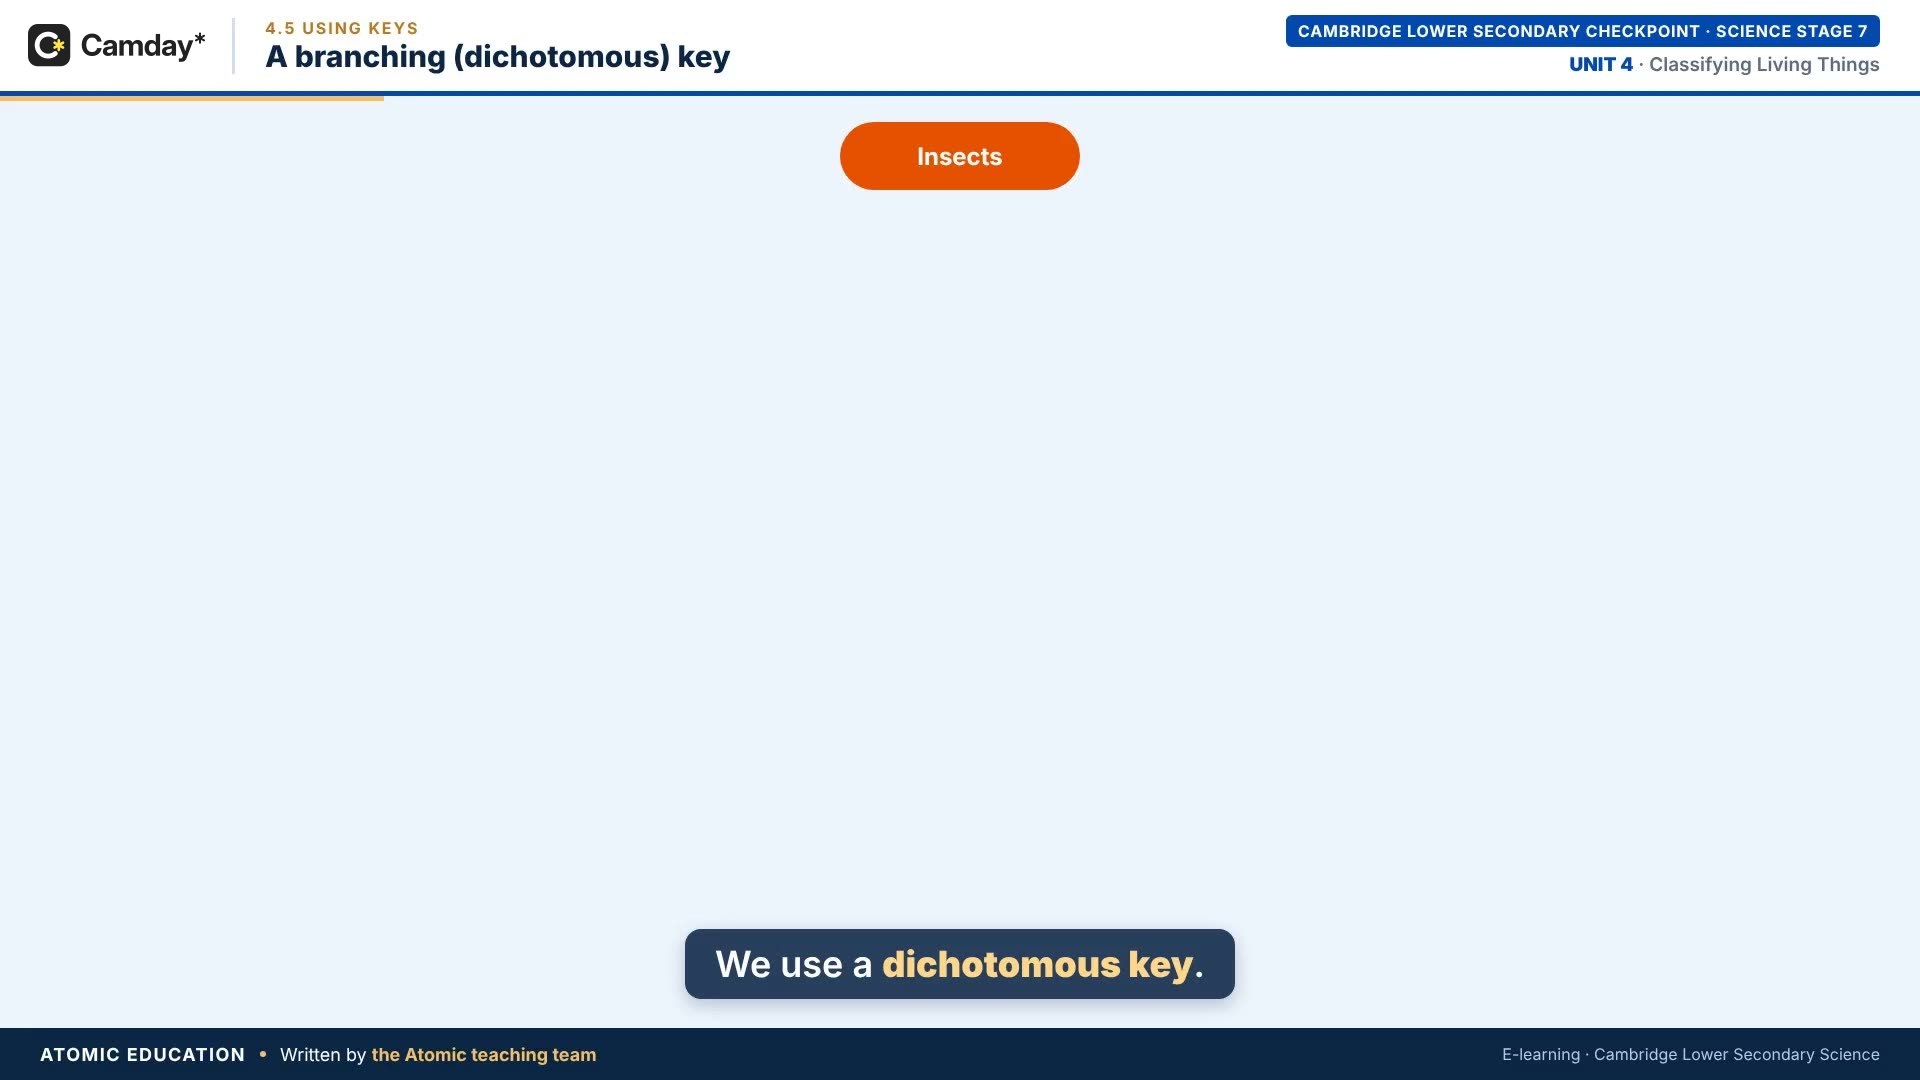 Camday*
4.5 USING KEYS
A branching (dichotomous) key
CAMBRIDGE LOWER SECONDARY CHECKPOINT · SCIENCE STAGE 7
UNIT 4 · Classifying Living Things
Insects
We use a dichotomous key.
ATOMIC EDUCATION • Written by the Atomic teaching team
E-learning · Cambridge Lower Secondary Science